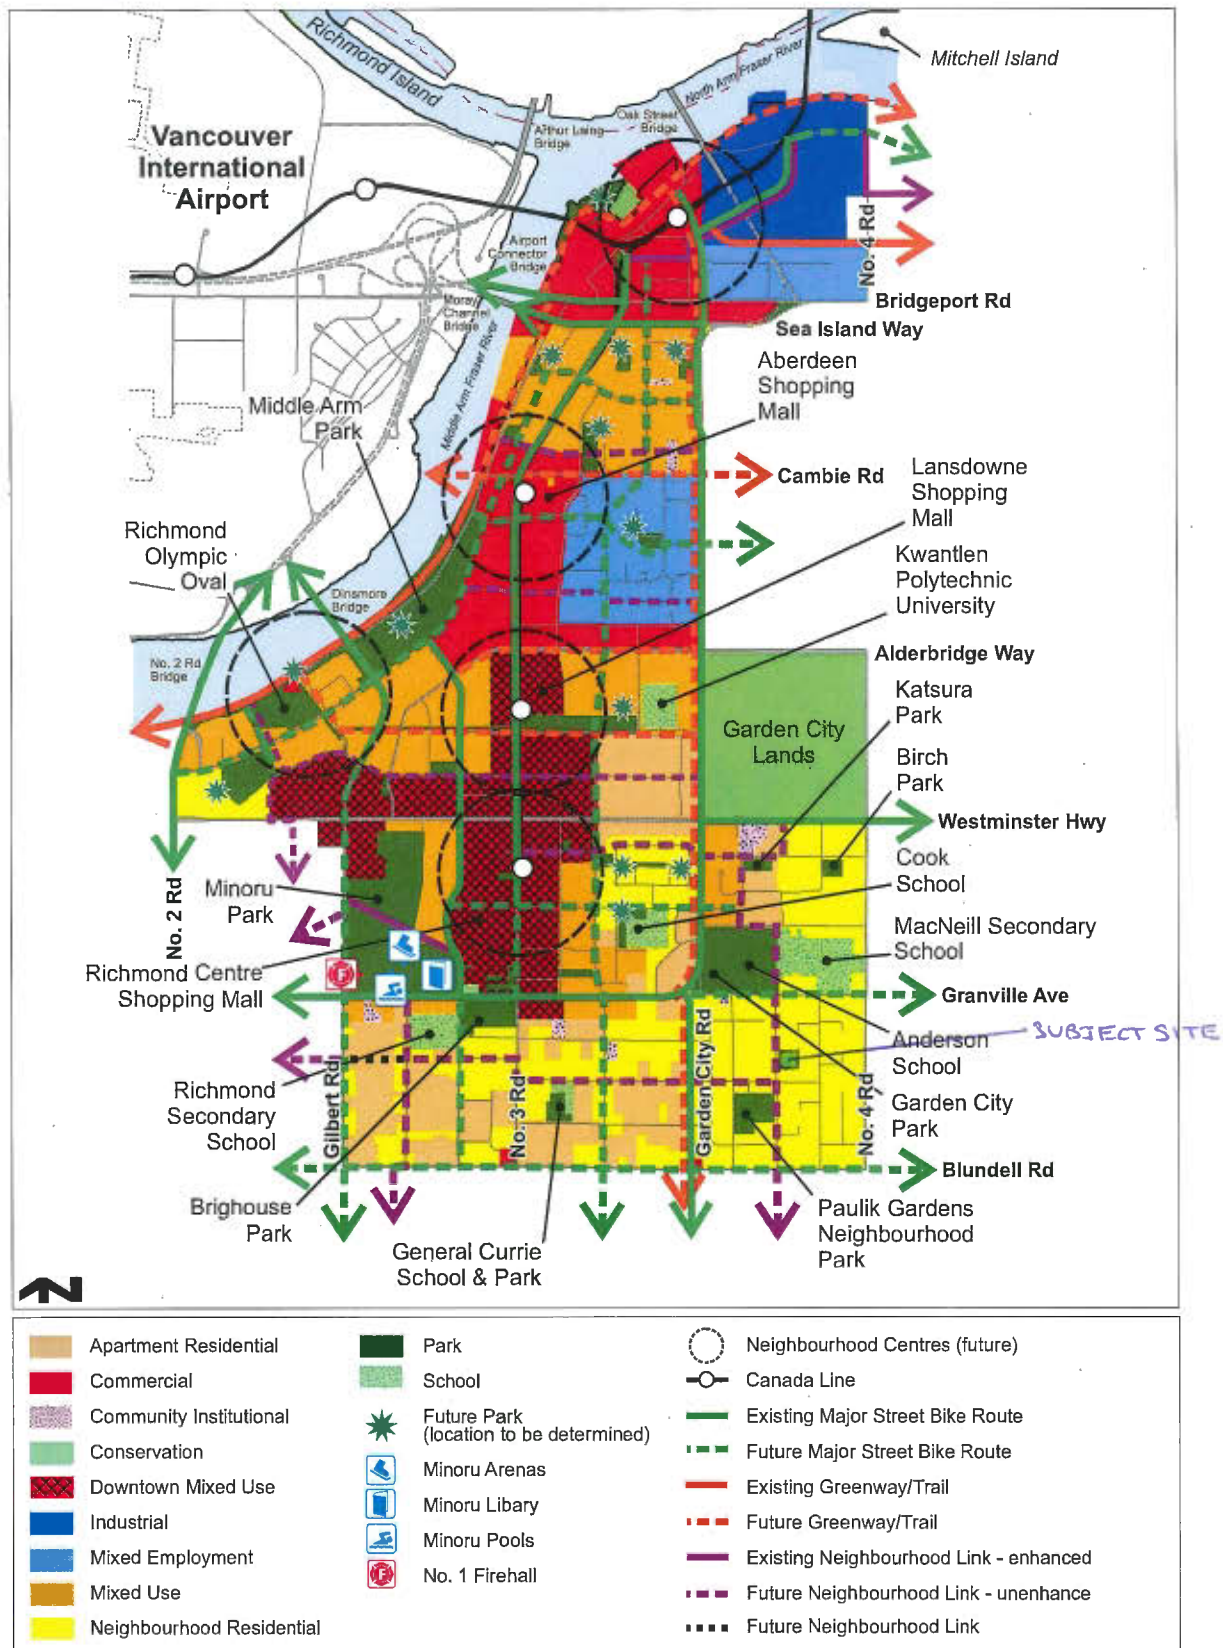 Mitchell Island
Richmond Island
North Arm Fraser River
Oak Street
Bridge
Arthur Laing
Bridge
Vancouver
International
Airport
Airport
Connector
Bridge
No. 4 Rd
Bridgeport Rd
Moray
Channel
Bridge
Sea Island Way
Middle Arm Fraser River
Aberdeen
Shopping
Mall
Middle Arm
Park
Cambie Rd
Lansdowne
Shopping
Mall
Richmond
Olympic
Oval
Kwantlen
Polytechnic
University
Dinsmore
Bridge
No. 2 Rd
Bridge
Alderbridge Way
Katsura
Park
Garden City
Lands
Birch
Park
Westminster Hwy
Cook
School
Minoru
Park
No. 2 Rd
MacNeill Secondary
School
Richmond Centre
Shopping Mall
Granville Ave
SUBJECT SITE
Anderson
School
Richmond
Secondary
School
Gilbert Rd
No. 3 Rd
Garden City Rd
No. 4 Rd
Garden City
Park
Blundell Rd
Brighouse
Park
General Currie
School & Park
Paulik Gardens
Neighbourhood
Park
N
Apartment Residential
Commercial
Community Institutional
Conservation
Downtown Mixed Use
Industrial
Mixed Employment
Mixed Use
Neighbourhood Residential
Park
School
Future Park
(location to be determined)
Minoru Arenas
Minoru Libary
Minoru Pools
No. 1 Firehall
Neighbourhood Centres (future)
Canada Line
Existing Major Street Bike Route
Future Major Street Bike Route
Existing Greenway/Trail
Future Greenway/Trail
Existing Neighbourhood Link - enhanced
Future Neighbourhood Link - unenhance
Future Neighbourhood Link